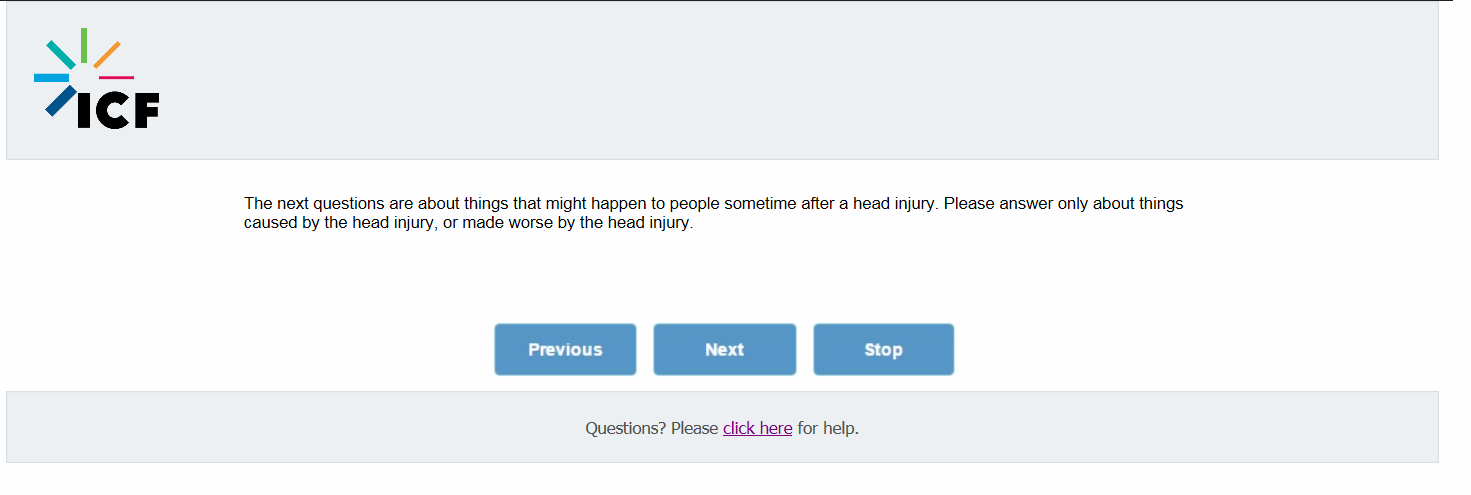 ICF
The next questions are about things that might happen to people sometime after a head injury. Please answer only about things
caused by the head injury, or made worse by the head injury.
Previous
Next
Stop
Questions? Please click here for help.